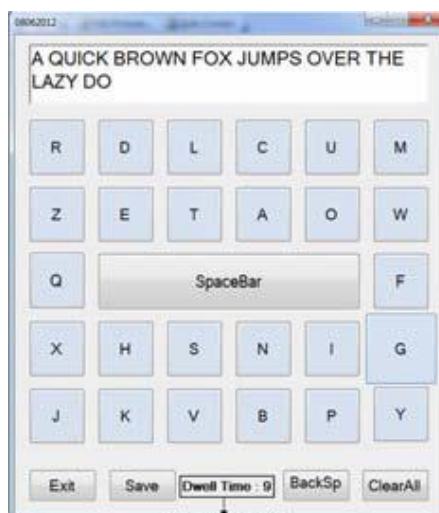 08062012
A QUICK BROWN FOX JUMPS OVER THE
LAZY DO
R D L C U M
Z E T A O W
Q SpaceBar F
X H S N I G
J K V B P Y
Exit Save Dwell Time : 9 BackSp ClearAll